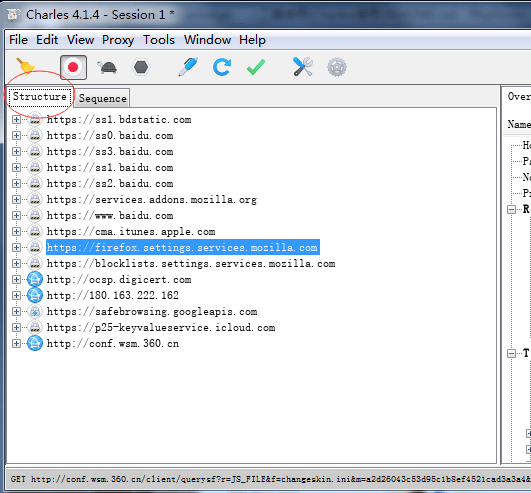 Charles 4.1.4 - Session 1 *
File Edit View Proxy Tools Window Help
Structure Sequence
https://ss1.bdstatic.com
https://ss0.baidu.com
https://ss3.baidu.com
https://ss1.baidu.com
https://ss2.baidu.com
https://services.addons.mozilla.org
https://www.baidu.com
https://cma.itunes.apple.com
https://firefox.settings.services.mozilla.com
https://blocklists.settings.services.mozilla.com
http://ocsp.digicert.com
http://180.163.222.162
https://safebrowsing.googleapis.com
https://p25-keyvalueservice.icloud.com
http://conf.wsm.360.cn
Over
Name
Ho
Pa
No
Pr
R
T
GET http://conf.wsm.360.cn/client/querysf?r=JS_FILE&f=changeskin.ini&m=a2d26043c53d95c1b8ef4521cad3a3a4&